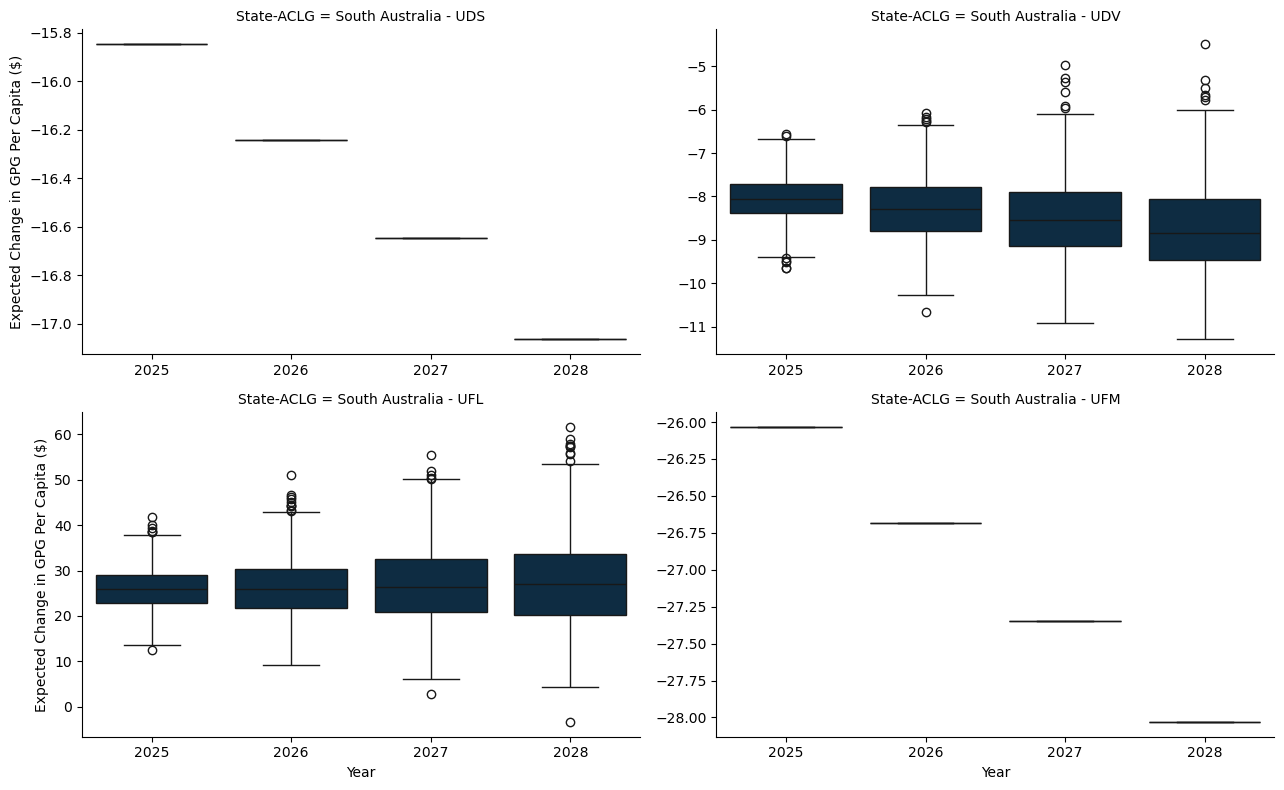 State-ACLG = South Australia - UDS
Expected Change in GPG Per Capita ($)
−15.8
−16.0
−16.2
−16.4
−16.6
−16.8
−17.0
2025 2026 2027 2028
State-ACLG = South Australia - UDV
−5
−6
−7
−8
−9
−10
−11
2025 2026 2027 2028
State-ACLG = South Australia - UFL
Expected Change in GPG Per Capita ($)
60
50
40
30
20
10
0
2025 2026 2027 2028
Year
State-ACLG = South Australia - UFM
−26.00
−26.25
−26.50
−26.75
−27.00
−27.25
−27.50
−27.75
−28.00
2025 2026 2027 2028
Year